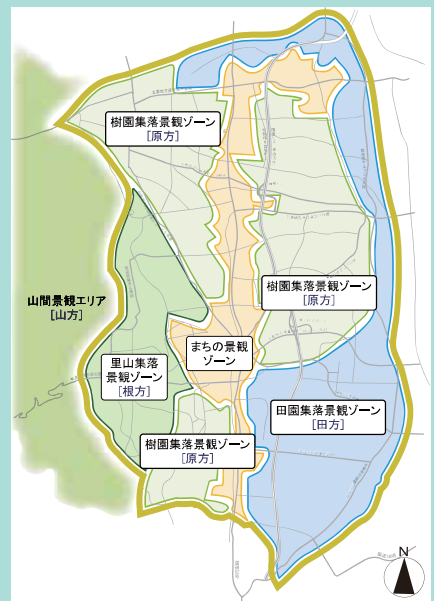 樹園集落景観ゾーン
[原方]
樹園集落景観ゾーン
[原方]
山間景観エリア
[山方]
まちの景観
ゾーン
里山集落
景観ゾーン
[根方]
田園集落景観ゾーン
[田方]
樹園集落景観ゾーン
[原方]
N